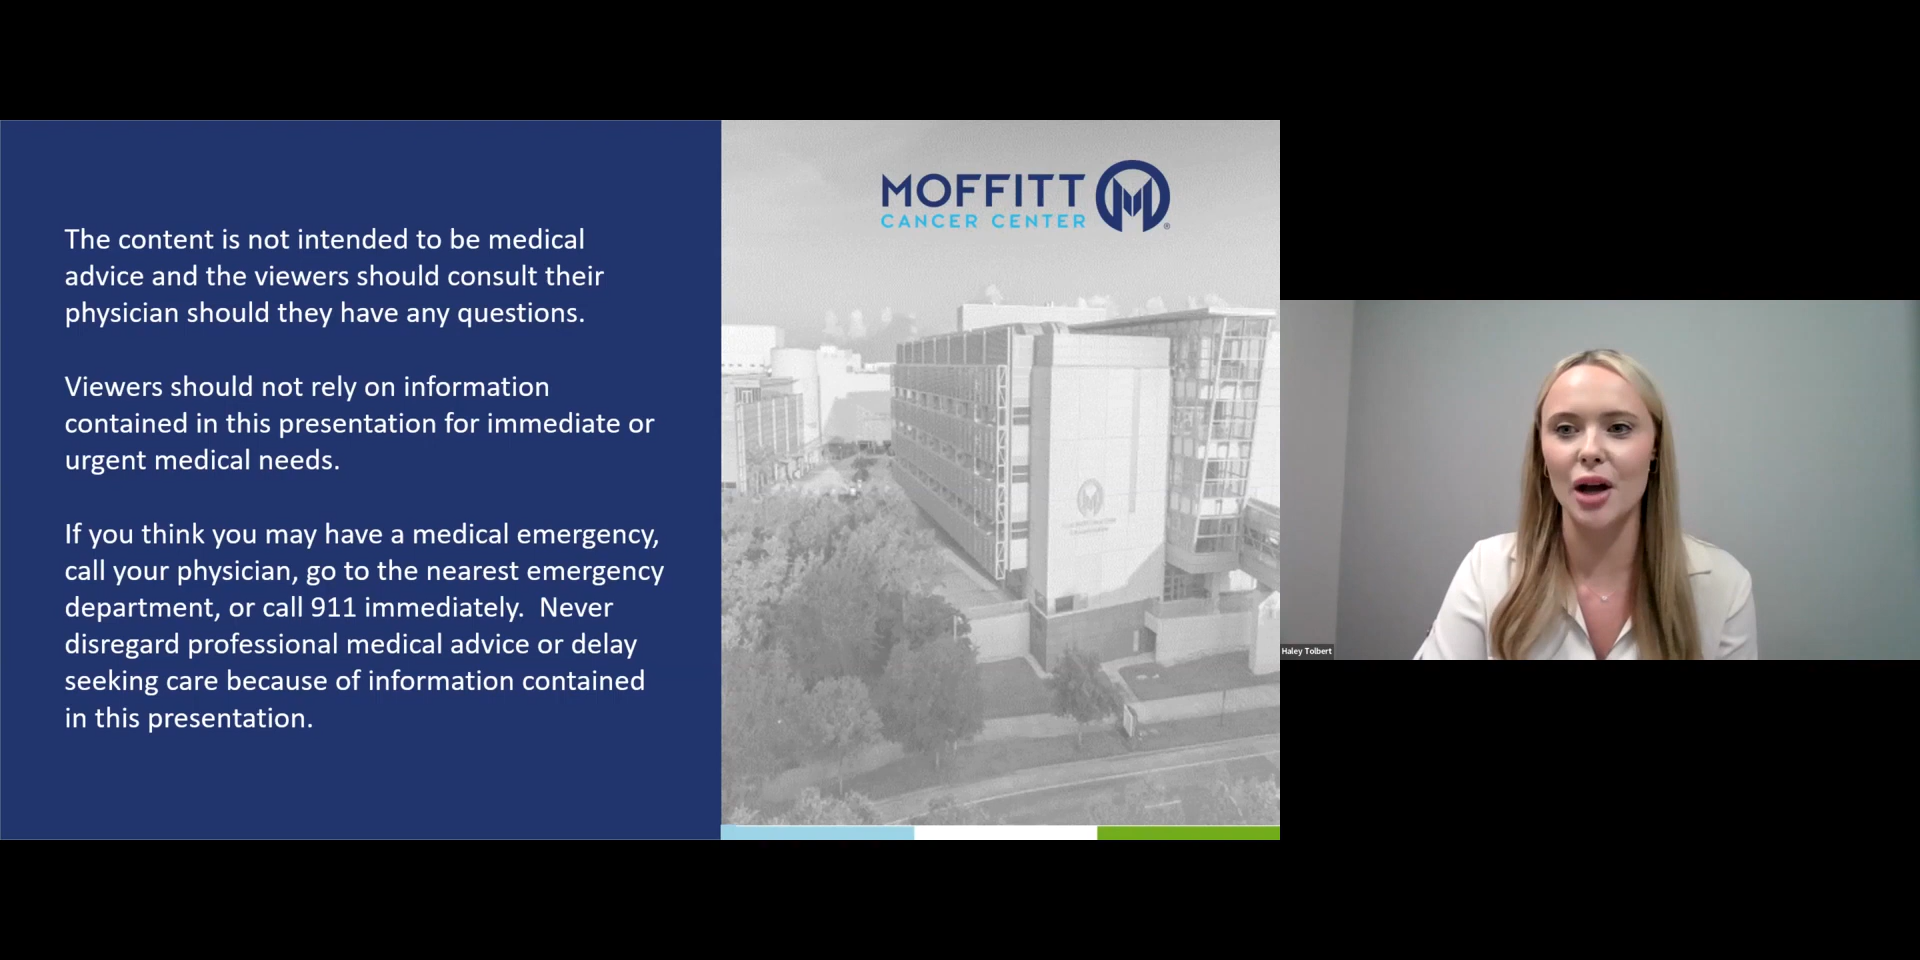 The content is not intended to be medical
advice and the viewers should consult their
physician should they have any questions.
Viewers should not rely on information
contained in this presentation for immediate or
urgent medical needs.
If you think you may have a medical emergency,
call your physician, go to the nearest emergency
department, or call 911 immediately.  Never
disregard professional medical advice or delay
seeking care because of information contained
in this presentation.
MOFFITT
CANCER CENTER
®
Haley Tolbert